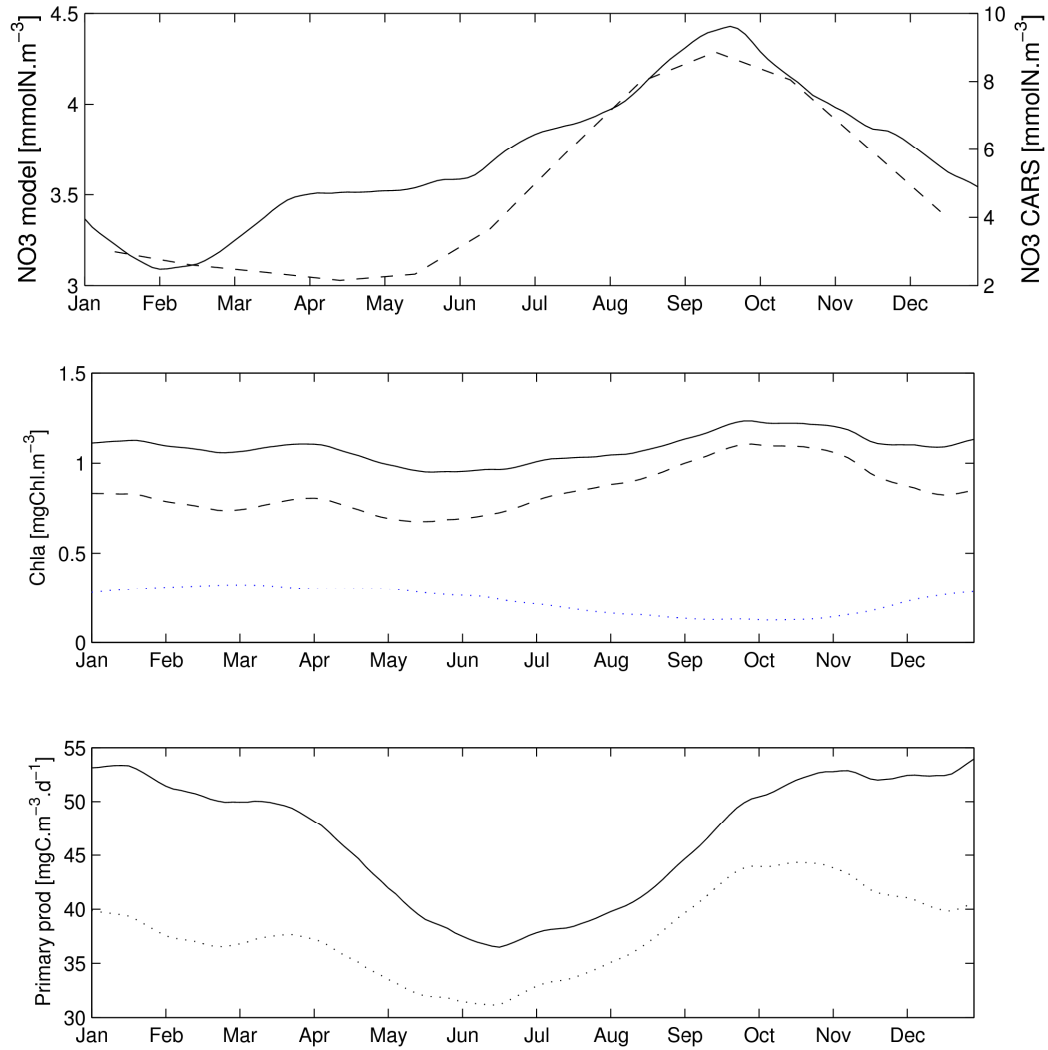 NO3 model [mmolN.m−3]
4.5
4
3.5
3
10
8
6
4
2
NO3 CARS [mmolN.m−3]
Jan Feb Mar Apr May Jun Jul Aug Sep Oct Nov Dec
Chla [mgChl.m−3]
1.5
1
0.5
0
Jan Feb Mar Apr May Jun Jul Aug Sep Oct Nov Dec
Primary prod [mgC.m−3.d−1]
55
50
45
40
35
30
Jan Feb Mar Apr May Jun Jul Aug Sep Oct Nov Dec